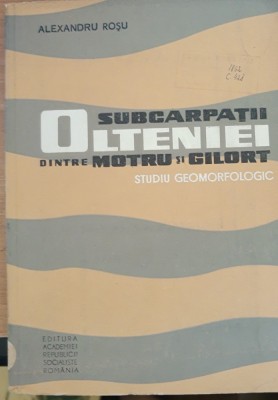 ALEXANDRU ROȘU
SUBCARPAȚII
OLTENIEI
DINTRE MOTRU ȘI GILORT
STUDIU GEOMORFOLOGIC
EDITURA
ACADEMIEI
REPUBLICII
SOCIALISTE
ROMÂNIA